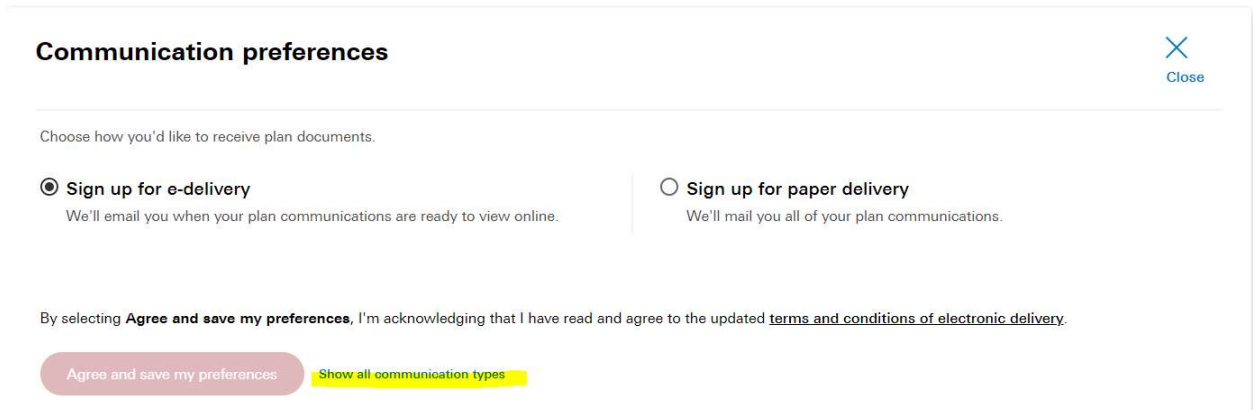 Communication preferences
Close
Choose how you'd like to receive plan documents.
Sign up for e-delivery
We'll email you when your plan communications are ready to view online.
Sign up for paper delivery
We'll mail you all of your plan communications.
By selecting Agree and save my preferences, I'm acknowledging that I have read and agree to the updated terms and conditions of electronic delivery.
Agree and save my preferences
Show all communication types